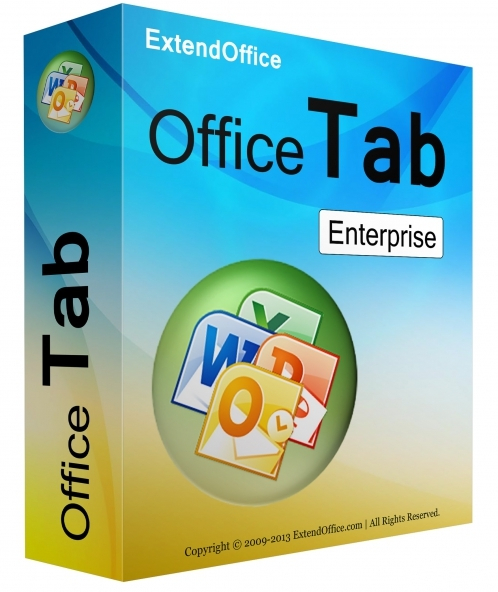 ExtendOffice
Office Tab
Enterprise
Office Tab
X
W
P
O
Copyright © 2009-2013 ExtendOffice.com | All Rights Reserved.